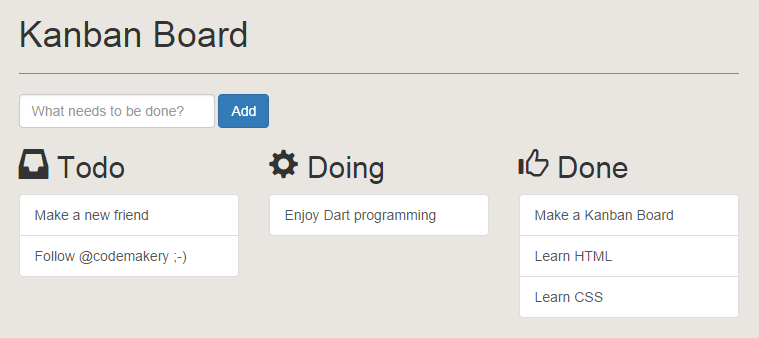 Kanban Board
What needs to be done? Add
Todo
Make a new friend
Follow @codemakery ;-)
Doing
Enjoy Dart programming
Done
Make a Kanban Board
Learn HTML
Learn CSS